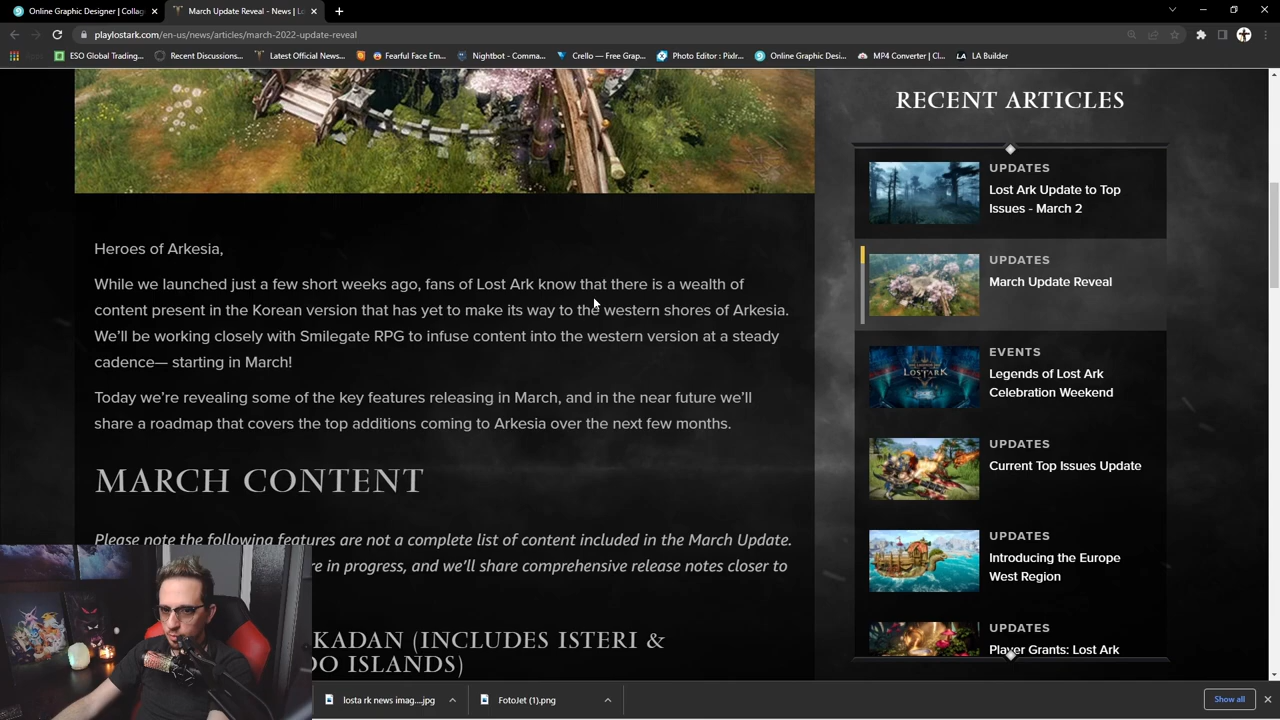 Online Graphic Designer | Collag
March Update Reveal - News | Lo
playlostark.com/en-us/news/articles/march-2022-update-reveal
Apps
ESO Global Trading...
Recent Discussions...
Latest Official News...
Fearful Face Em...
Nightbot - Comma...
Crello — Free Grap...
Photo Editor : Pixlr...
Online Graphic Desi...
MP4 Converter | Cl...
LA Builder
Heroes of Arkesia,
While we launched just a few short weeks ago, fans of Lost Ark know that there is a wealth of
content present in the Korean version that has yet to make its way to the western shores of Arkesia.
We’ll be working closely with Smilegate RPG to infuse content into the western version at a steady
cadence— starting in March!
Today we’re revealing some of the key features releasing in March, and in the near future we’ll
share a roadmap that covers the top additions coming to Arkesia over the next few months.
MARCH CONTENT
Please note the following features are not a complete list of content included in the March Update.
re in progress, and we’ll share comprehensive release notes closer to
KADAN (INCLUDES ISTERI &
DO ISLANDS)
RECENT ARTICLES
UPDATES
Lost Ark Update to Top
Issues - March 2
UPDATES
March Update Reveal
EVENTS
LOST ARK
Legends of Lost Ark
Celebration Weekend
UPDATES
Current Top Issues Update
UPDATES
Introducing the Europe
West Region
UPDATES
Player Grants: Lost Ark
losta rk news imag....jpg
FotoJet (1).png
Show all